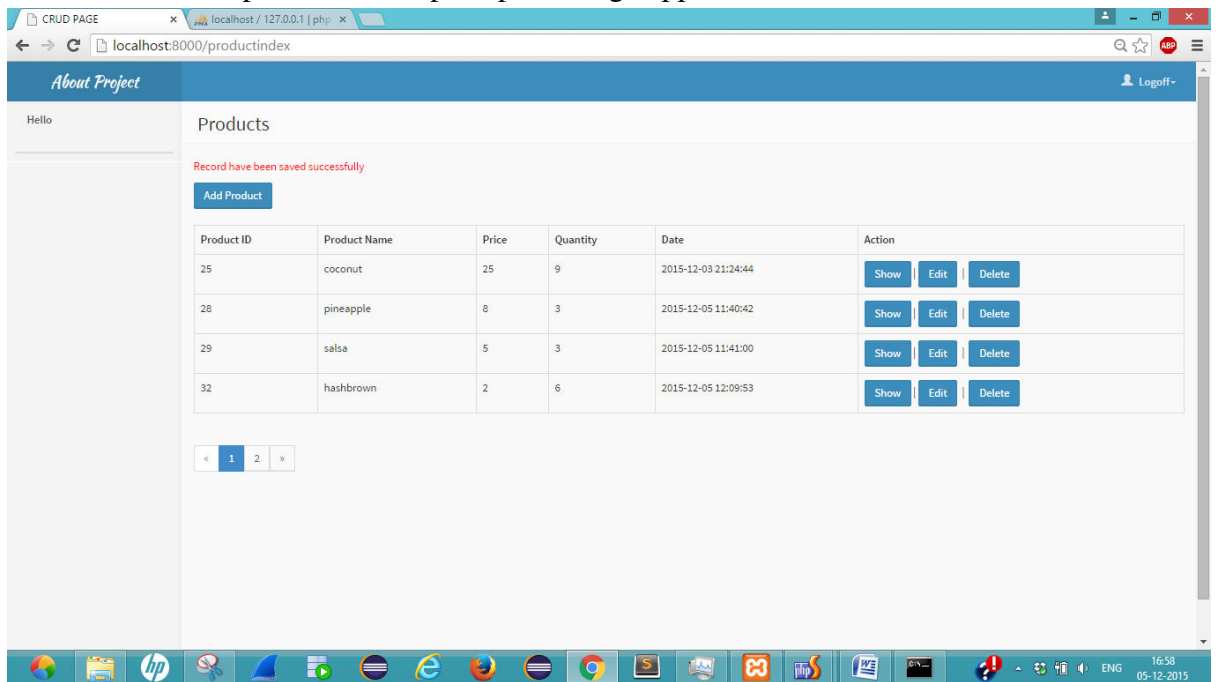 CRUD PAGE
localhost / 127.0.0.1 | php
localhost:8000/productindex
ABP
About Project
Logoff
Hello
Products
Record have been saved successfully
Add Product
Product ID Product Name Price Quantity Date Action
25 coconut 25 9 2015-12-03 21:24:44 Show | Edit | Delete
28 pineapple 8 3 2015-12-05 11:40:42 Show | Edit | Delete
29 salsa 5 3 2015-12-05 11:41:00 Show | Edit | Delete
32 hashbrown 2 6 2015-12-05 12:09:53 Show | Edit | Delete
« 1 2 »
ENG 16:58
05-12-2015